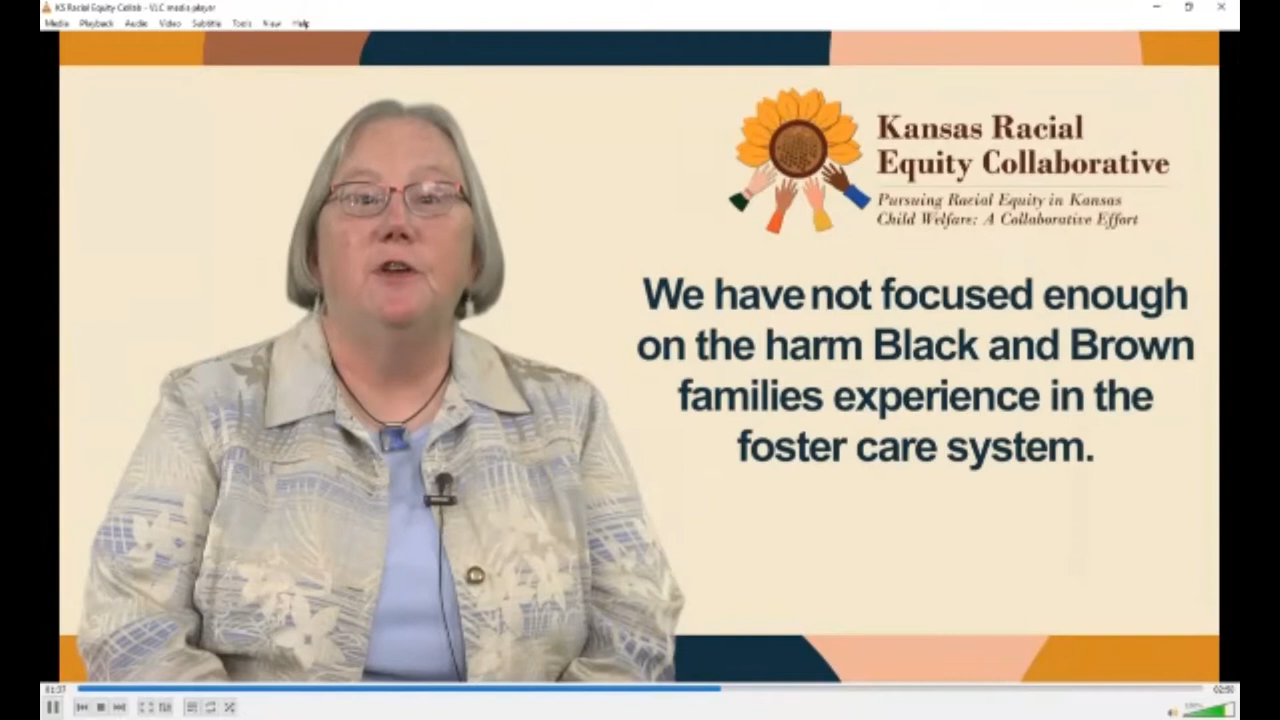 KS Racial Equity Collab - VLC media player
Media Playback Audio Video Subtitle Tools View Help
Kansas Racial
Equity Collaborative
Pursuing Racial Equity in Kansas
Child Welfare: A Collaborative Effort
We have not focused enough
on the harm Black and Brown
families experience in the
foster care system.
01:37
02:50
100%